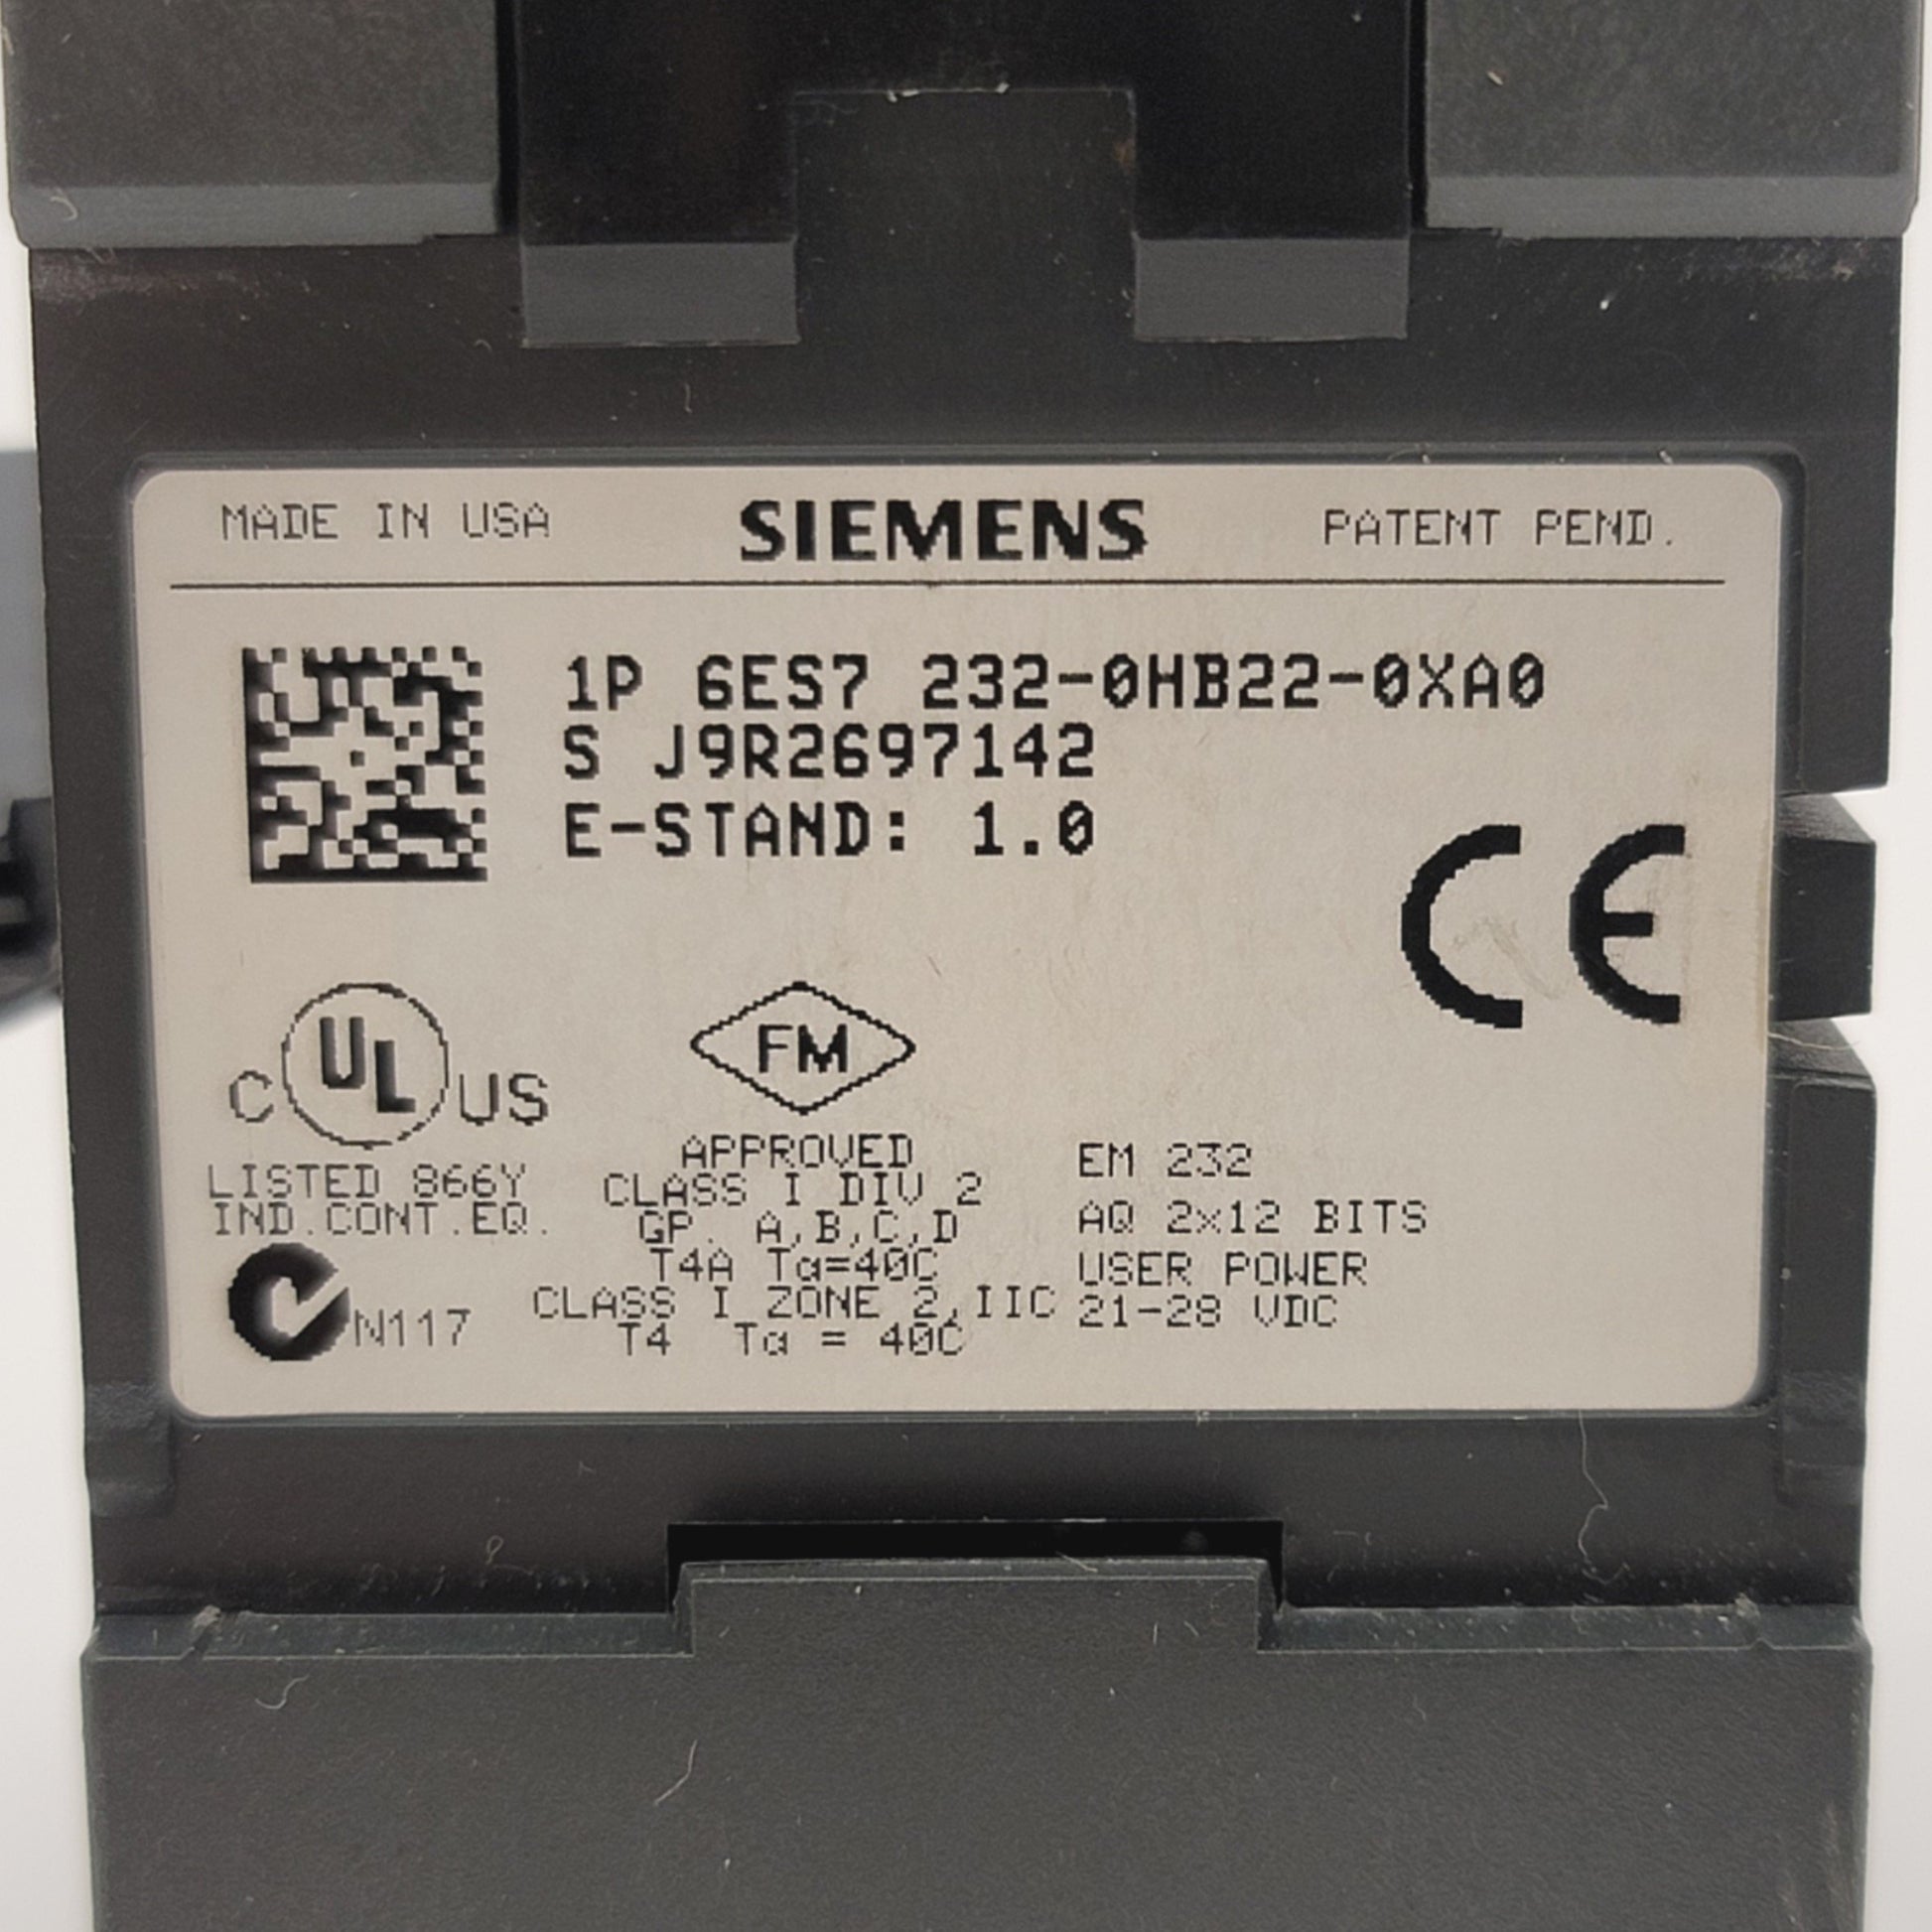 MADE IN USA SIEMENS PATENT PEND.
1P 6ES7 232-0HB22-0XA0
S J9R2697142
E-STAND: 1.0
CE
C UL US
LISTED 866Y
IND.CONT.EQ.
N117
FM
APPROVED
CLASS I DIV 2
GP. A,B,C,D
T4A Ta=40C
CLASS I ZONE 2,IIC
T4 Ta = 40C
EM 232
AQ 2x12 BITS
USER POWER
21-28 VDC